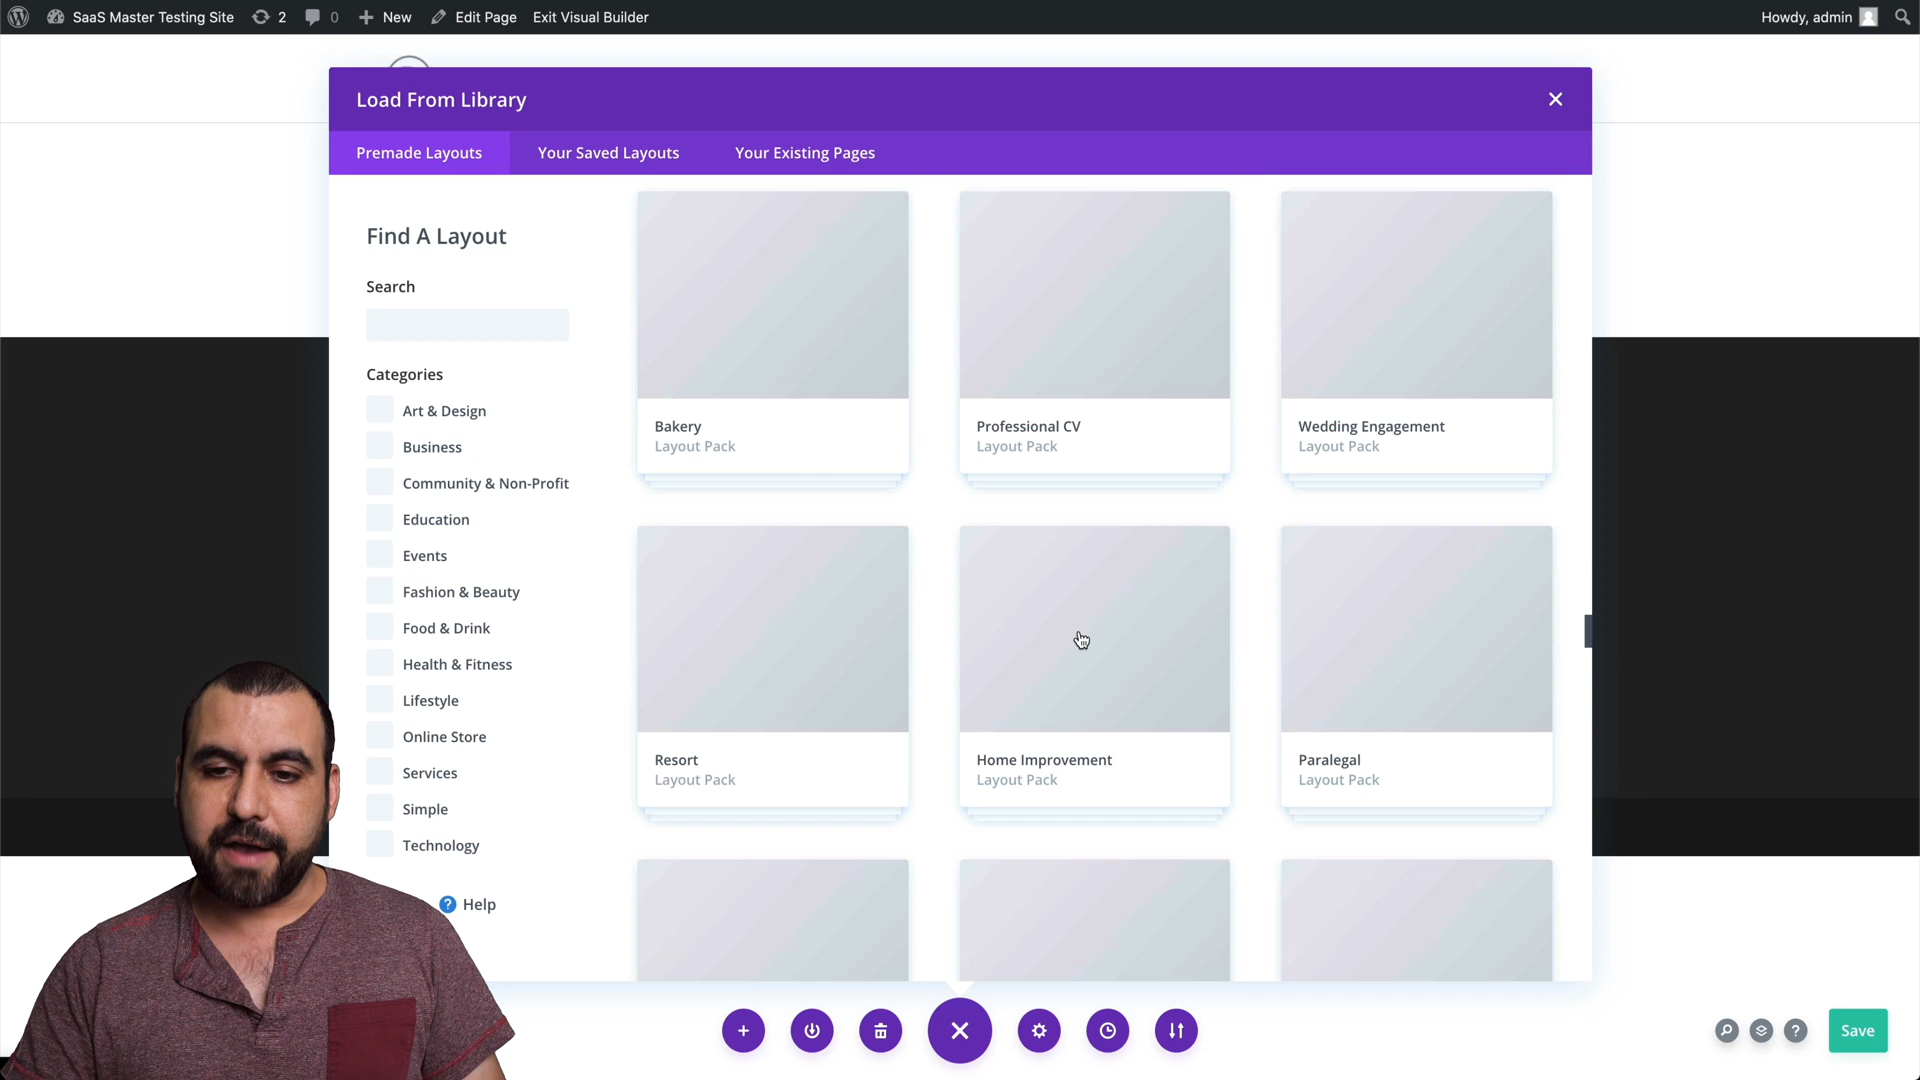 SaaS Master Testing Site
2
0
New
Edit Page
Exit Visual Builder
Howdy, admin
Load From Library
Premade Layouts
Your Saved Layouts
Your Existing Pages
Find A Layout
Search
Categories
Art & Design
Business
Community & Non-Profit
Education
Events
Fashion & Beauty
Food & Drink
Health & Fitness
Lifestyle
Online Store
Services
Simple
Technology
? Help
Bakery
Layout Pack
Professional CV
Layout Pack
Wedding Engagement
Layout Pack
Resort
Layout Pack
Home Improvement
Layout Pack
Paralegal
Layout Pack
?
Save